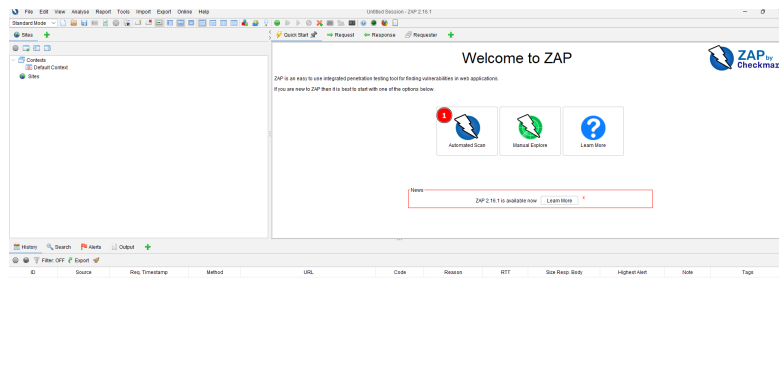 File Edit View Analyse Report Tools Import Export Online Help
Untitled Session - ZAP 2.16.1
Standard Mode
Sites
Quick Start Request Response Requester
Contexts
Default Context
Sites
Welcome to ZAP
ZAP by Checkmarx
ZAP is an easy to use integrated penetration testing tool for finding vulnerabilities in web applications.
If you are new to ZAP then it is best to start with one of the options below.
1
Automated Scan Manual Explore Learn More
News
ZAP 2.16.1 is available now Learn More x
History Search Alerts Output
Filter: OFF Export
ID Source Req. Timestamp Method URL Code Reason RTT Size Resp. Body Highest Alert Note Tags